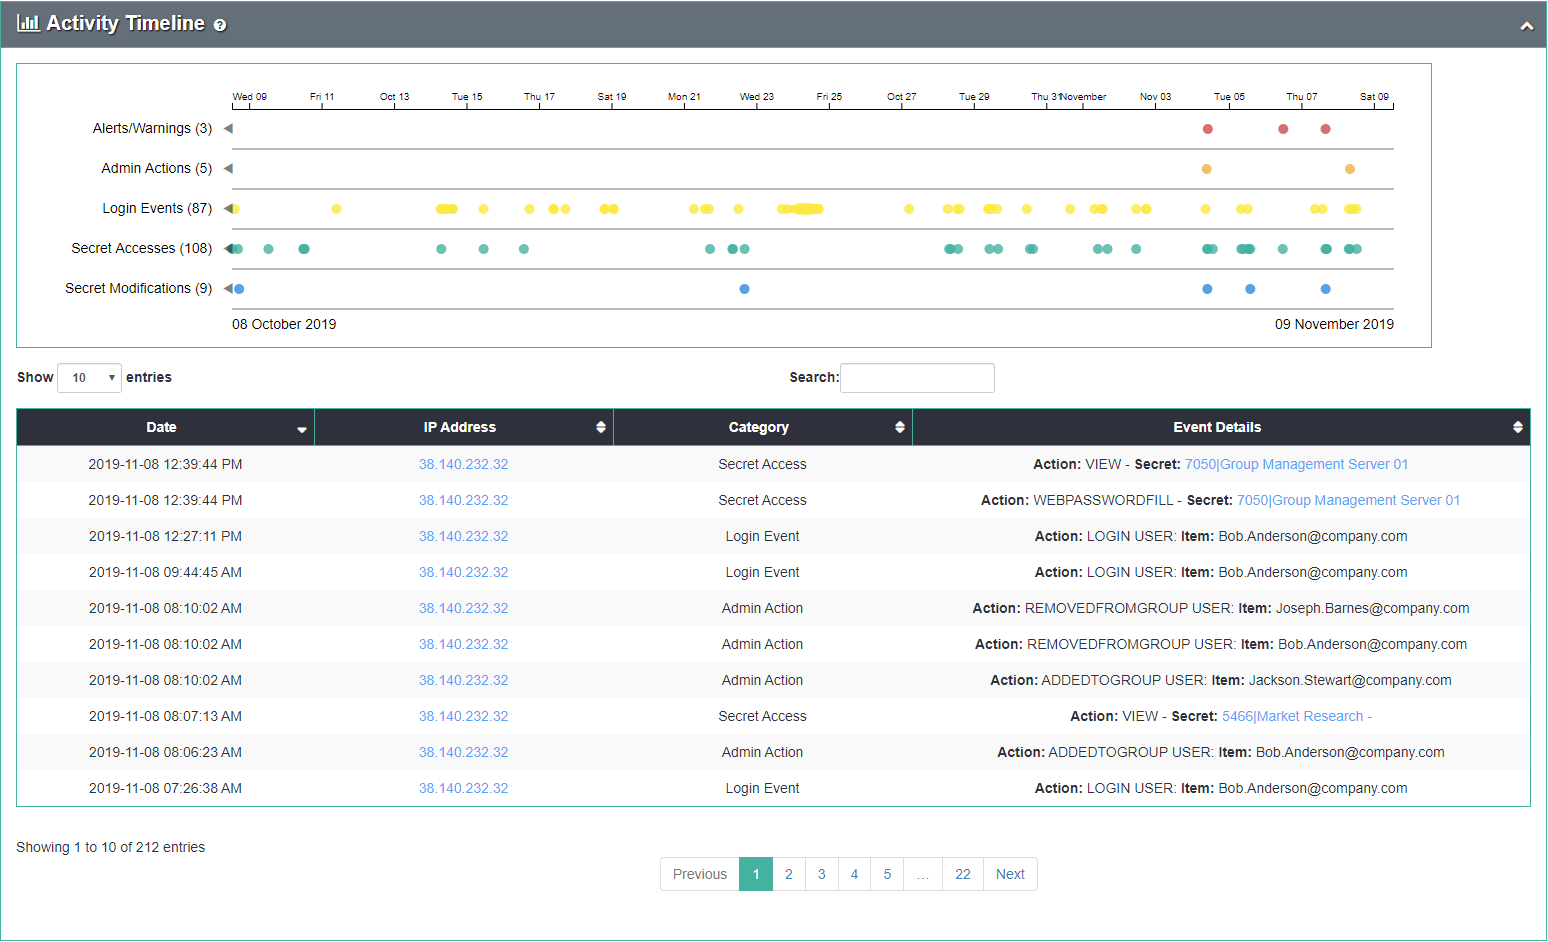 Activity Timeline
Wed 09 Fri 11 Oct 13 Tue 15 Thu 17 Sat 19 Mon 21 Wed 23 Fri 25 Oct 27 Tue 29 Thu 31 November Nov 03 Tue 05 Thu 07 Sat 09
Alerts/Warnings (3)
Admin Actions (5)
Login Events (87)
Secret Accesses (108)
Secret Modifications (9)
08 October 2019 09 November 2019
Show 10 entries Search:
Date IP Address Category Event Details
2019-11-08 12:39:44 PM 38.140.232.32 Secret Access Action: VIEW - Secret: 7050|Group Management Server 01
2019-11-08 12:39:44 PM 38.140.232.32 Secret Access Action: WEBPASSWORDFILL - Secret: 7050|Group Management Server 01
2019-11-08 12:27:11 PM 38.140.232.32 Login Event Action: LOGIN USER: Item: Bob.Anderson@company.com
2019-11-08 09:44:45 AM 38.140.232.32 Login Event Action: LOGIN USER: Item: Bob.Anderson@company.com
2019-11-08 08:10:02 AM 38.140.232.32 Admin Action Action: REMOVEDFROMGROUP USER: Item: Joseph.Barnes@company.com
2019-11-08 08:10:02 AM 38.140.232.32 Admin Action Action: REMOVEDFROMGROUP USER: Item: Bob.Anderson@company.com
2019-11-08 08:10:02 AM 38.140.232.32 Admin Action Action: ADDEDTOGROUP USER: Item: Jackson.Stewart@company.com
2019-11-08 08:07:13 AM 38.140.232.32 Secret Access Action: VIEW - Secret: 5466|Market Research -
2019-11-08 08:06:23 AM 38.140.232.32 Admin Action Action: ADDEDTOGROUP USER: Item: Bob.Anderson@company.com
2019-11-08 07:26:38 AM 38.140.232.32 Login Event Action: LOGIN USER: Item: Bob.Anderson@company.com
Showing 1 to 10 of 212 entries
Previous 1 2 3 4 5 ... 22 Next